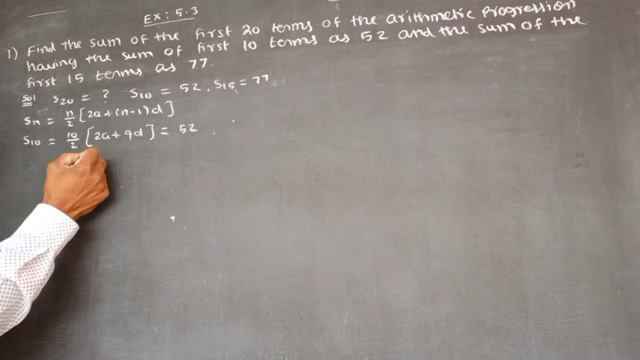 Ex: 5.3
1) Find the sum of the first 20 terms of the arithmetic Progression
having the sum of first 10 terms as 52 and the sum of the
first 15 terms as 77.
Sol S20 = ? S10 = 52, S15 = 77
Sn = n/2 [2a+(n-1)d]
S10 = 10/2 [2a+9d] = 52